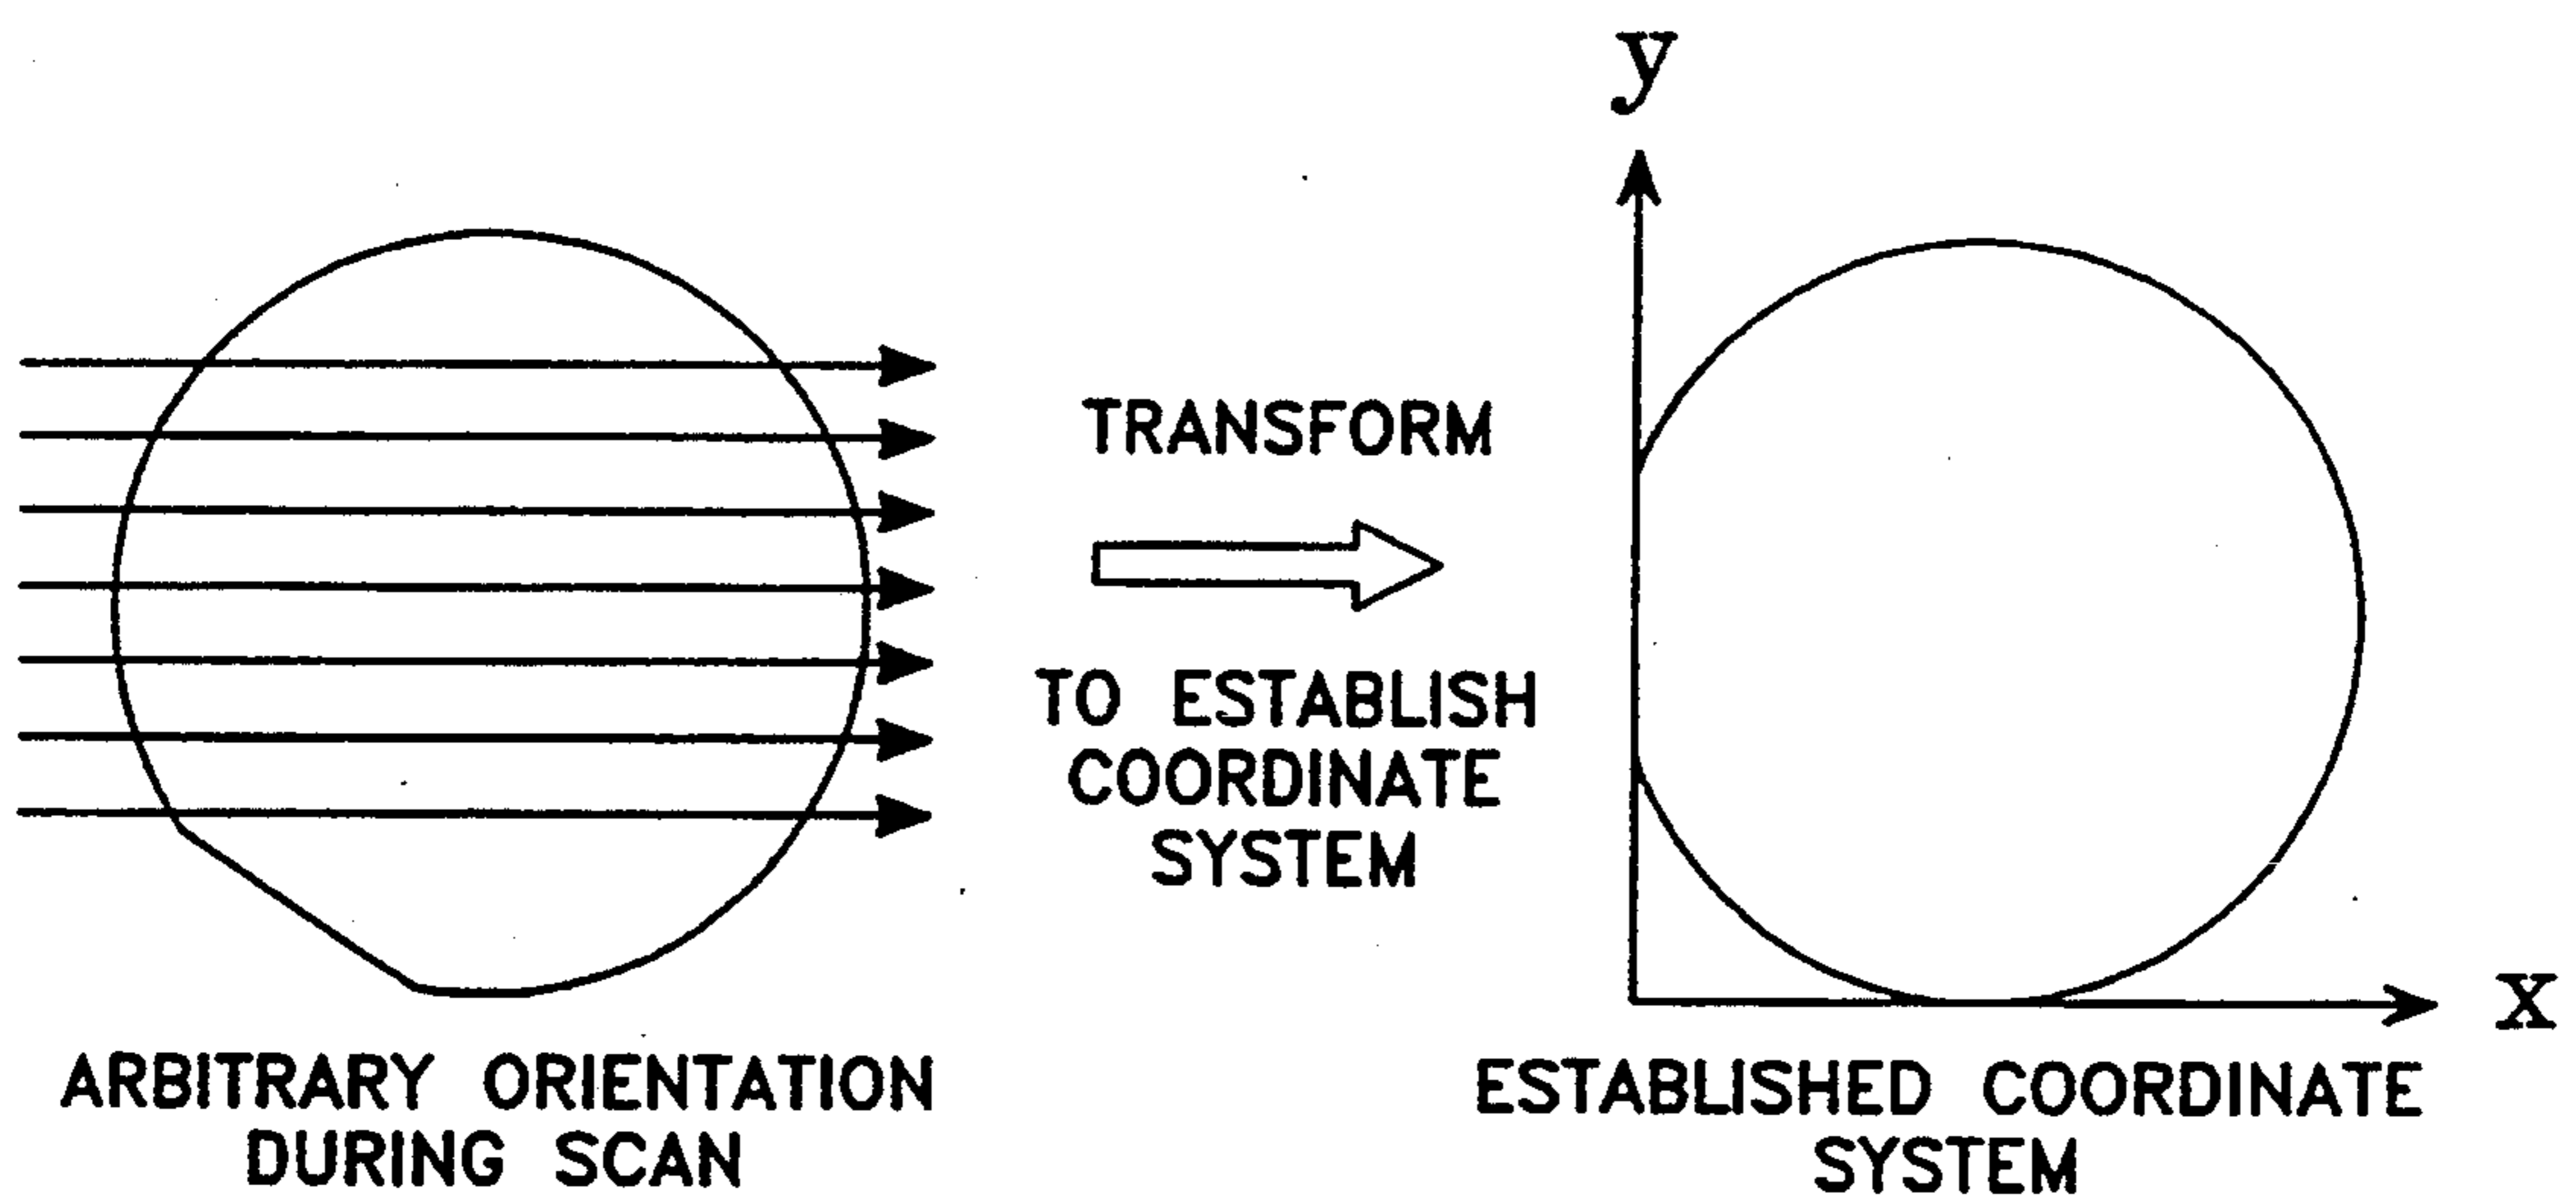 y
TRANSFORM
TO ESTABLISH
COORDINATE
SYSTEM
x
ARBITRARY ORIENTATION
DURING SCAN
ESTABLISHED COORDINATE
SYSTEM